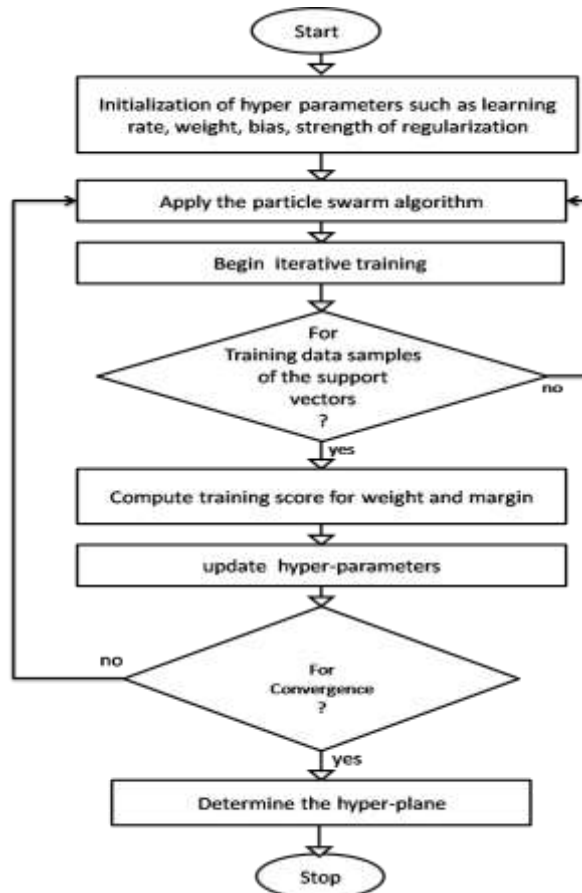 Start
Initialization of hyper parameters such as learning
rate, weight, bias, strength of regularization
Apply the particle swarm algorithm
Begin iterative training
For
Training data samples
of the support
vectors
?
no
yes
Compute training score for weight and margin
update hyper-parameters
no
For
Convergence
?
yes
Determine the hyper-plane
Stop